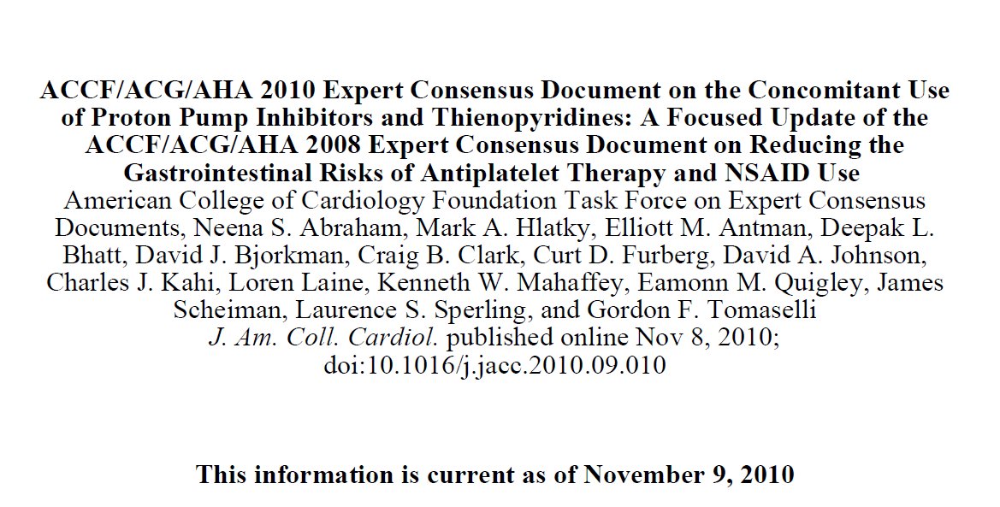 ACCF/ACG/AHA 2010 Expert Consensus Document on the Concomitant Use
of Proton Pump Inhibitors and Thienopyridines: A Focused Update of the
ACCF/ACG/AHA 2008 Expert Consensus Document on Reducing the
Gastrointestinal Risks of Antiplatelet Therapy and NSAID Use
American College of Cardiology Foundation Task Force on Expert Consensus
Documents, Neena S. Abraham, Mark A. Hlatky, Elliott M. Antman, Deepak L.
Bhatt, David J. Bjorkman, Craig B. Clark, Curt D. Furberg, David A. Johnson,
Charles J. Kahi, Loren Laine, Kenneth W. Mahaffey, Eamonn M. Quigley, James
Scheiman, Laurence S. Sperling, and Gordon F. Tomaselli
J. Am. Coll. Cardiol. published online Nov 8, 2010;
doi:10.1016/j.jacc.2010.09.010
This information is current as of November 9, 2010